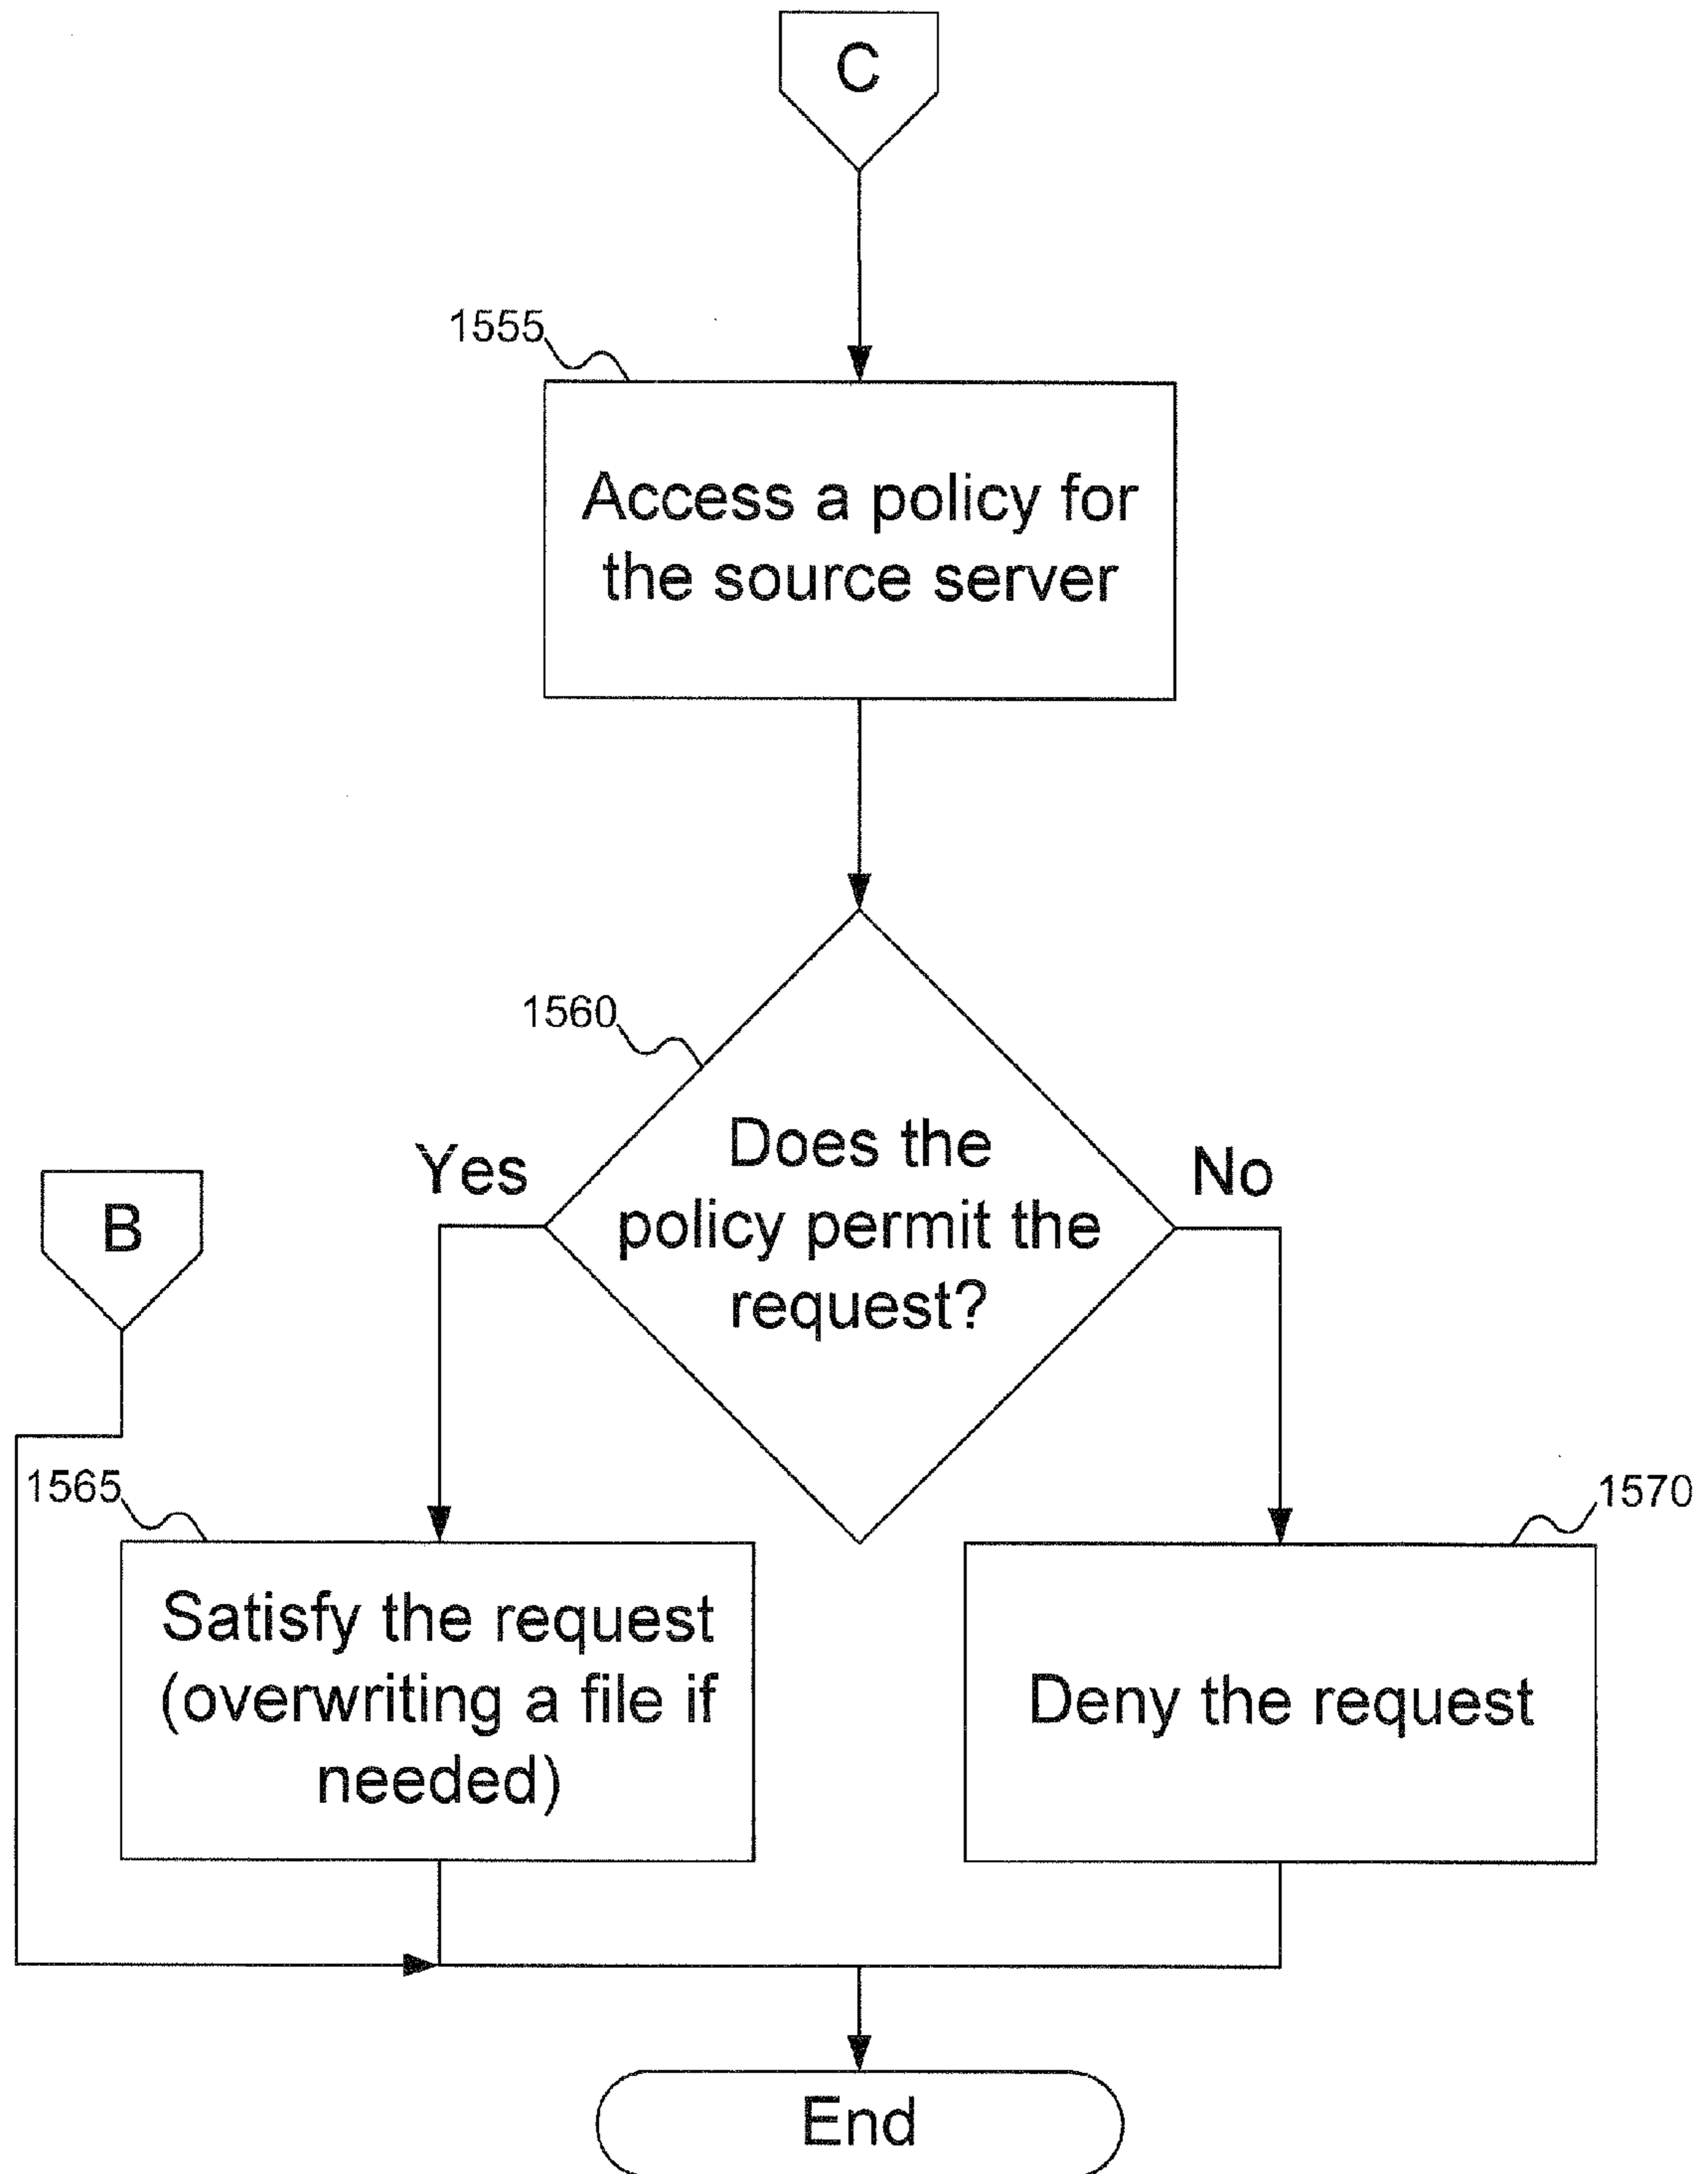 C
1555
Access a policy for
the source server
1560
Does the
policy permit the
request?
Yes
No
B
1565
Satisfy the request
(overwriting a file if
needed)
1570
Deny the request
End